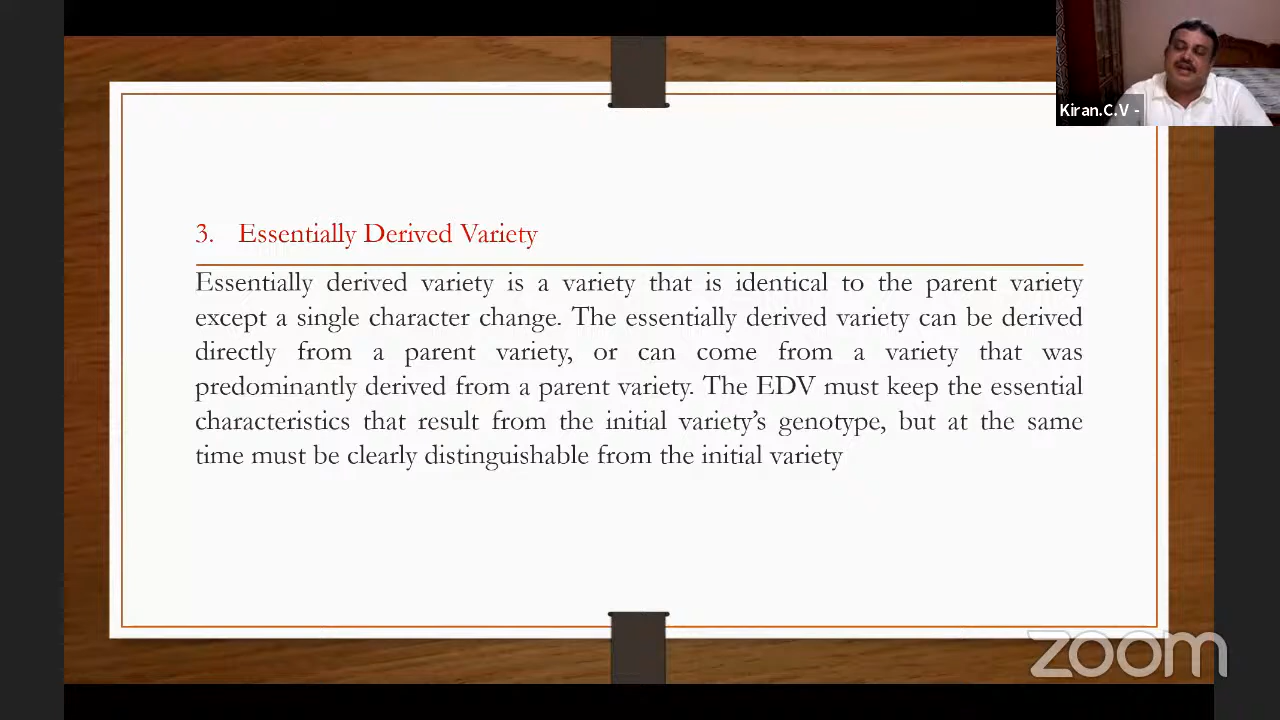 Kiran.C.V -
3. Essentially Derived Variety
Essentially derived variety is a variety that is identical to the parent variety
except a single character change. The essentially derived variety can be derived
directly from a parent variety, or can come from a variety that was
predominantly derived from a parent variety. The EDV must keep the essential
characteristics that result from the initial variety’s genotype, but at the same
time must be clearly distinguishable from the initial variety
zoom